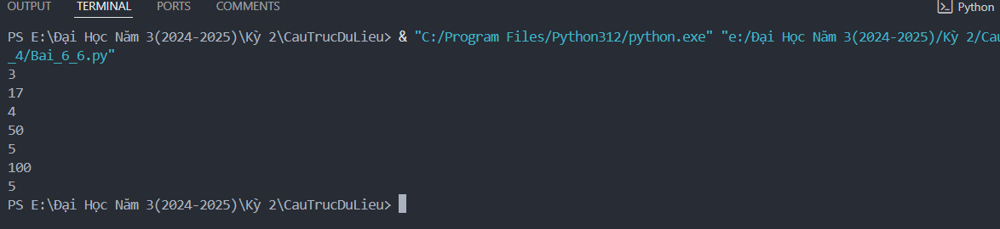 OUTPUT TERMINAL PORTS COMMENTS Python
PS E:\Đại Học Năm 3(2024-2025)\Kỳ 2\CauTrucDuLieu> & "C:/Program Files/Python312/python.exe" "e:/Đại Học Năm 3(2024-2025)/Kỳ 2/Cau
_4/Bai_6_6.py"
3
17
4
50
5
100
5
PS E:\Đại Học Năm 3(2024-2025)\Kỳ 2\CauTrucDuLieu>